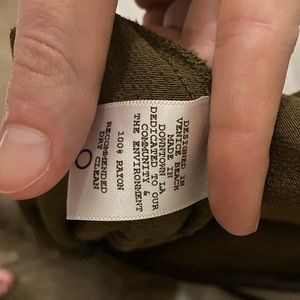 DESIGNED IN
VENICE BEACH
MADE IN
DOWNTOWN LA
DEDICATED TO OUR
COMMUNITY &
THE ENVIRONMENT
100% RAYON
RECOMMENDED
DRY CLEAN